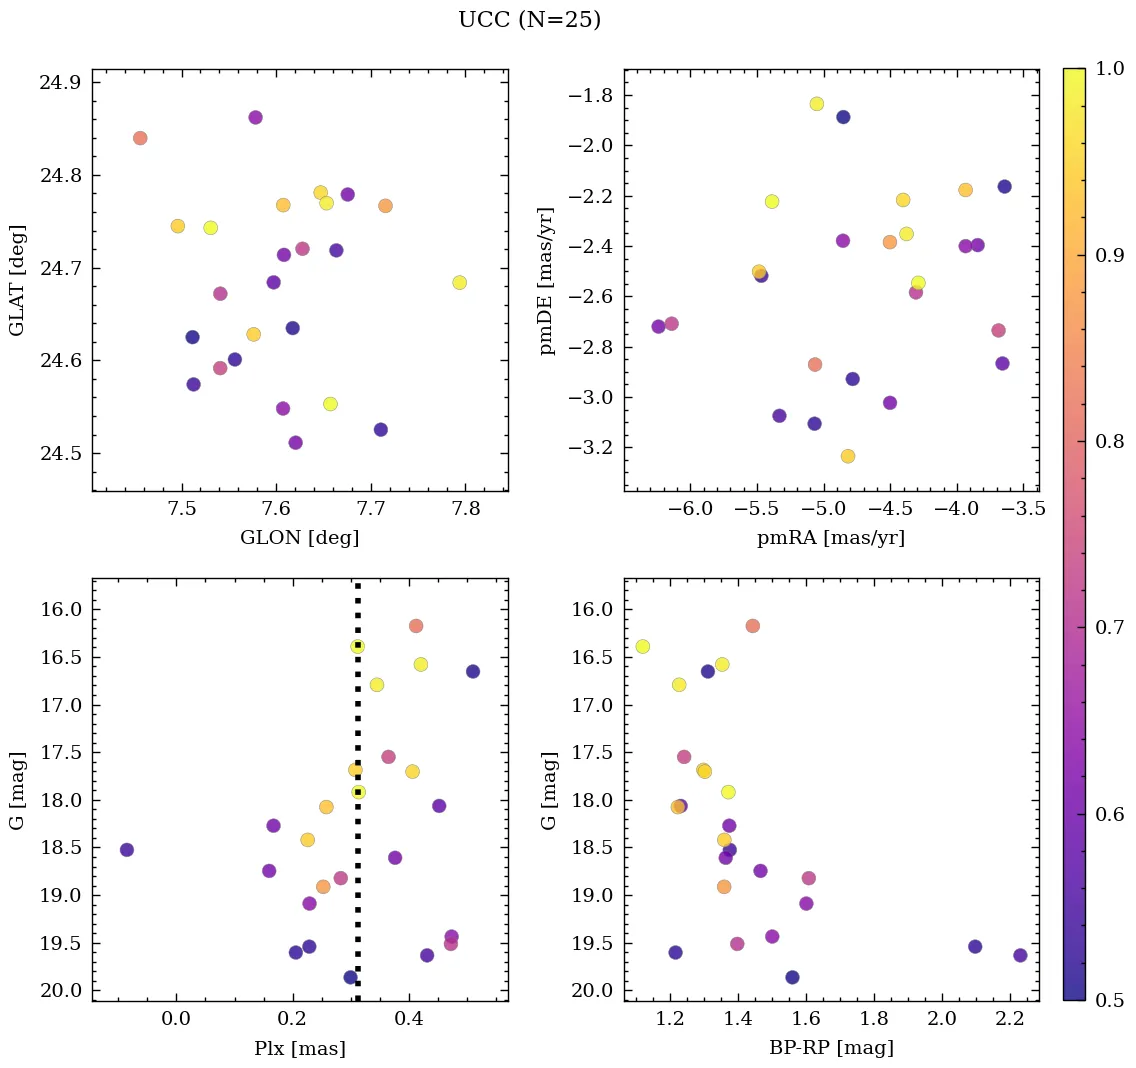 UCC (N=25)
24.9
24.8
24.7
24.6
24.5
GLAT [deg]
7.5 7.6 7.7 7.8
GLON [deg]
−1.8
−2.0
−2.2
−2.4
−2.6
−2.8
−3.0
−3.2
pmDE [mas/yr]
−6.0 −5.5 −5.0 −4.5 −4.0 −3.5
pmRA [mas/yr]
16.0
16.5
17.0
17.5
18.0
18.5
19.0
19.5
20.0
G [mag]
0.0 0.2 0.4
Plx [mas]
16.0
16.5
17.0
17.5
18.0
18.5
19.0
19.5
20.0
G [mag]
1.2 1.4 1.6 1.8 2.0 2.2
BP-RP [mag]
1.0
0.9
0.8
0.7
0.6
0.5